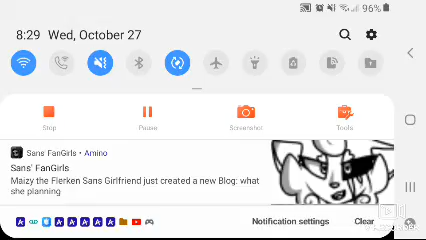 96%
8:29 Wed, October 27
Stop Pause Screenshot Tools
Sans' FanGirls • Amino
Sans' FanGirls
Maizy the Flerken Sans Girlfriend just created a new Blog: what
she planning
Notification settings Clear